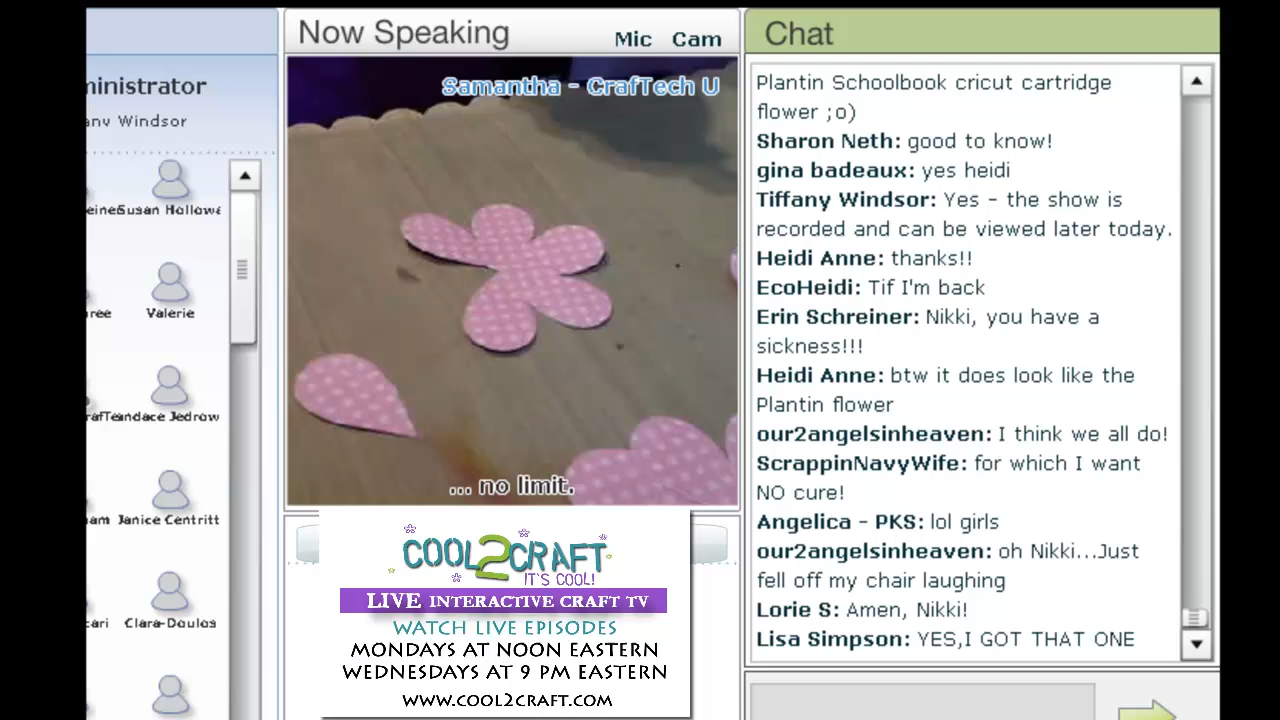 ministrator
Windsor
Susan
Valerie
Janice Centritt
Clara-Doulos
Now Speaking
Mic Cam
Samantha - CrafTech U
... no limit.
COOL2CRAFT
IT'S COOL!
LIVE INTERACTIVE CRAFT TV
WATCH LIVE EPISODES
MONDAYS AT NOON EASTERN
WEDNESDAYS AT 9 PM EASTERN
WWW.COOL2CRAFT.COM
Chat
Plantin Schoolbook cricut cartridge
flower ;o)
Sharon Neth: good to know!
gina badeaux: yes heidi
Tiffany Windsor: Yes - the show is
recorded and can be viewed later today.
Heidi Anne: thanks!!
EcoHeidi: Tif I'm back
Erin Schreiner: Nikki, you have a
sickness!!!
Heidi Anne: btw it does look like the
Plantin flower
our2angelsinheaven: I think we all do!
ScrappinNavyWife: for which I want
NO cure!
Angelica - PKS: lol girls
our2angelsinheaven: oh Nikki...Just
fell off my chair laughing
Lorie S: Amen, Nikki!
Lisa Simpson: YES,I GOT THAT ONE